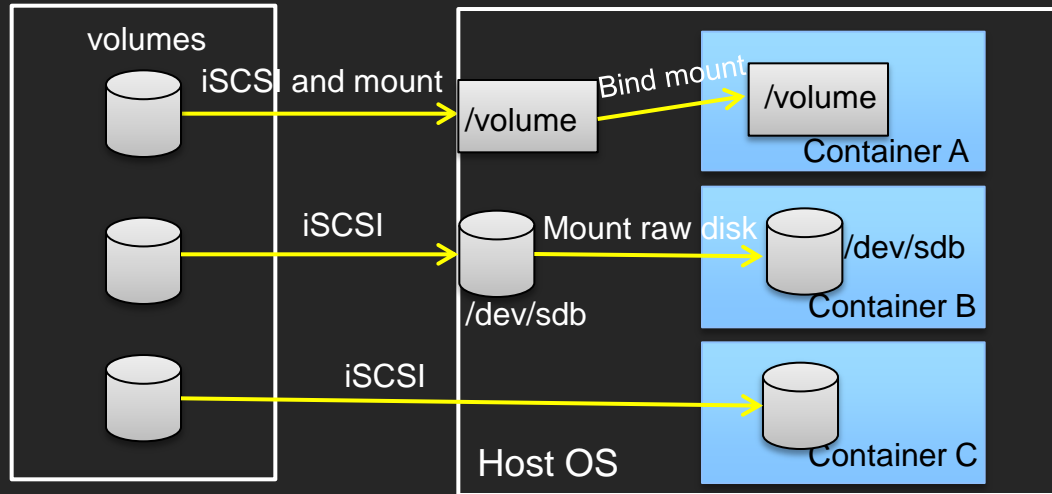 volumes
iSCSI and mount
/volume
Bind mount
/volume
Container A
iSCSI
/dev/sdb
Mount raw disk
/dev/sdb
Container B
iSCSI
Container C
Host OS